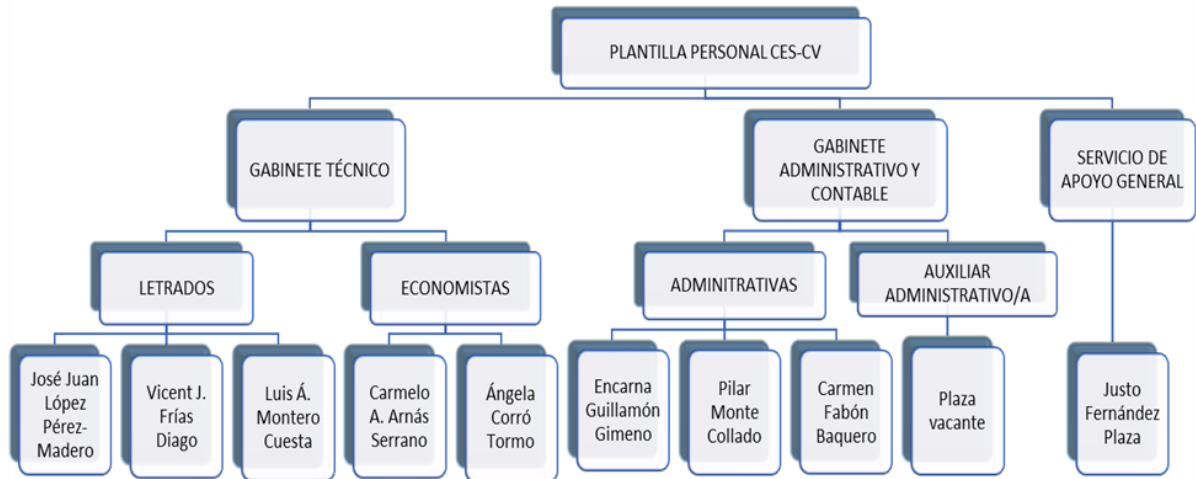 PLANTILLA PERSONAL CES-CV
GABINETE TÉCNICO
GABINETE
ADMINISTRATIVO Y
CONTABLE
SERVICIO DE
APOYO GENERAL
LETRADOS
ECONOMISTAS
ADMINITRATIVAS
AUXILIAR
ADMINISTRATIVO/A
José Juan
López
Pérez-
Madero
Vicent J.
Frías
Diago
Luis Á.
Montero
Cuesta
Carmelo
A. Arnás
Serrano
Ángela
Corró
Tormo
Encarna
Guillamón
Gimeno
Pilar
Monte
Collado
Carmen
Fabón
Baquero
Plaza
vacante
Justo
Fernández
Plaza